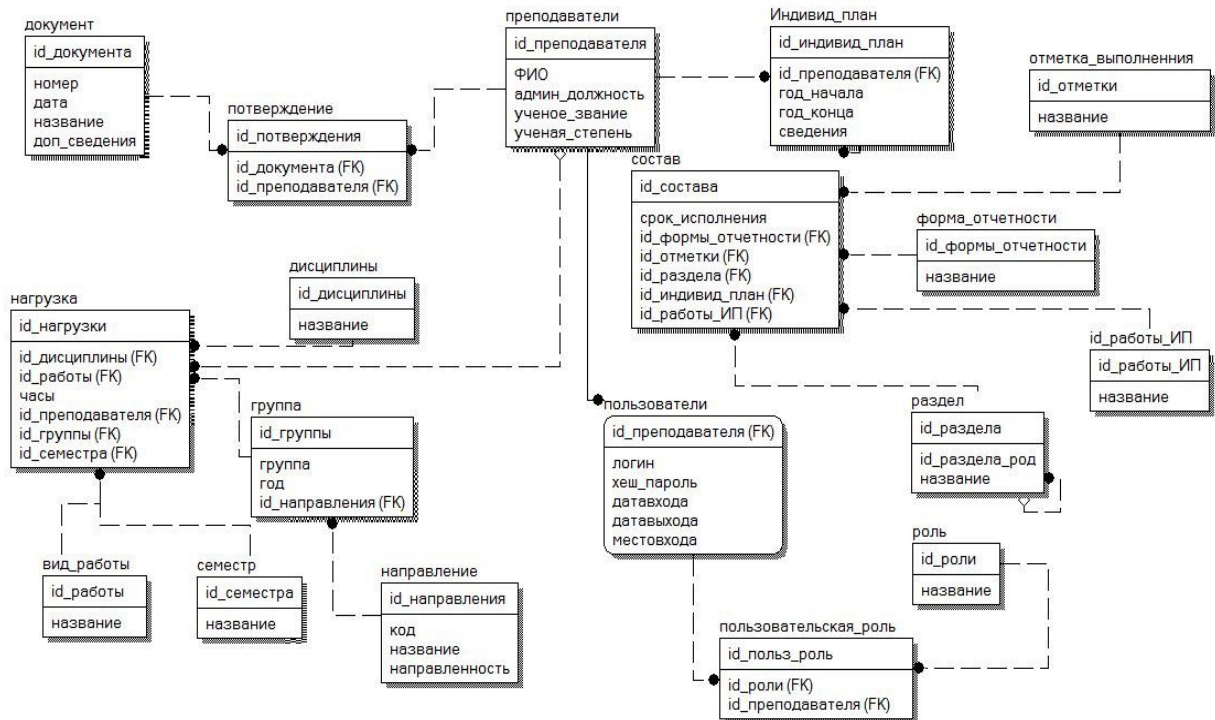 документ
id_документа
номер
дата
название
доп_сведения
потверждение
id_потверждения
id_документа (FK)
id_преподавателя (FK)
преподаватели
id_преподавателя
ФИО
админ_должность
ученое_звание
ученая_степень
Индивид_план
id_индивид_план
id_преподавателя (FK)
год_начала
год_конца
сведения
отметка_выполненния
id_отметки
название
состав
id_состава
срок_исполнения
id_формы_отчетности (FK)
id_отметки (FK)
id_раздела (FK)
id_индивид_план (FK)
id_работы_ИП (FK)
форма_отчетности
id_формы_отчетности
название
id_работы_ИП
id_работы_ИП
название
дисциплины
id_дисциплины
название
нагрузка
id_нагрузки
id_дисциплины (FK)
id_работы (FK)
часы
id_преподавателя (FK)
id_группы (FK)
id_семестра (FK)
группа
id_группы
группа
год
id_направления (FK)
пользователи
id_преподавателя (FK)
логин
хеш_пароль
датавхода
датавыхода
местовхода
раздел
id_раздела
id_раздела_род
название
вид_работы
id_работы
название
семестр
id_семестра
название
направление
id_направления
код
название
направленность
роль
id_роли
название
пользовательская_роль
id_польз_роль
id_роли (FK)
id_преподавателя (FK)